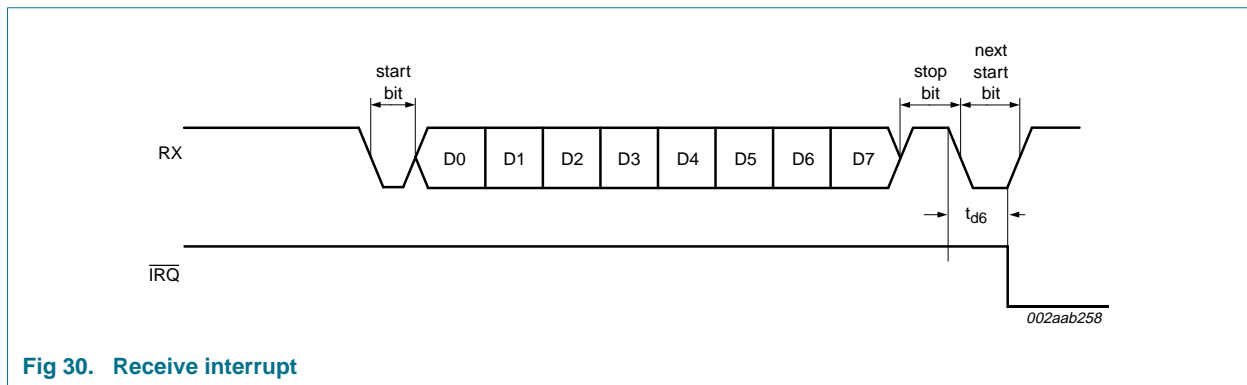 start
bit
stop
bit
next
start
bit
RX
D0 D1 D2 D3 D4 D5 D6 D7
td6
IRQ
002aab258
Fig 30. Receive interrupt